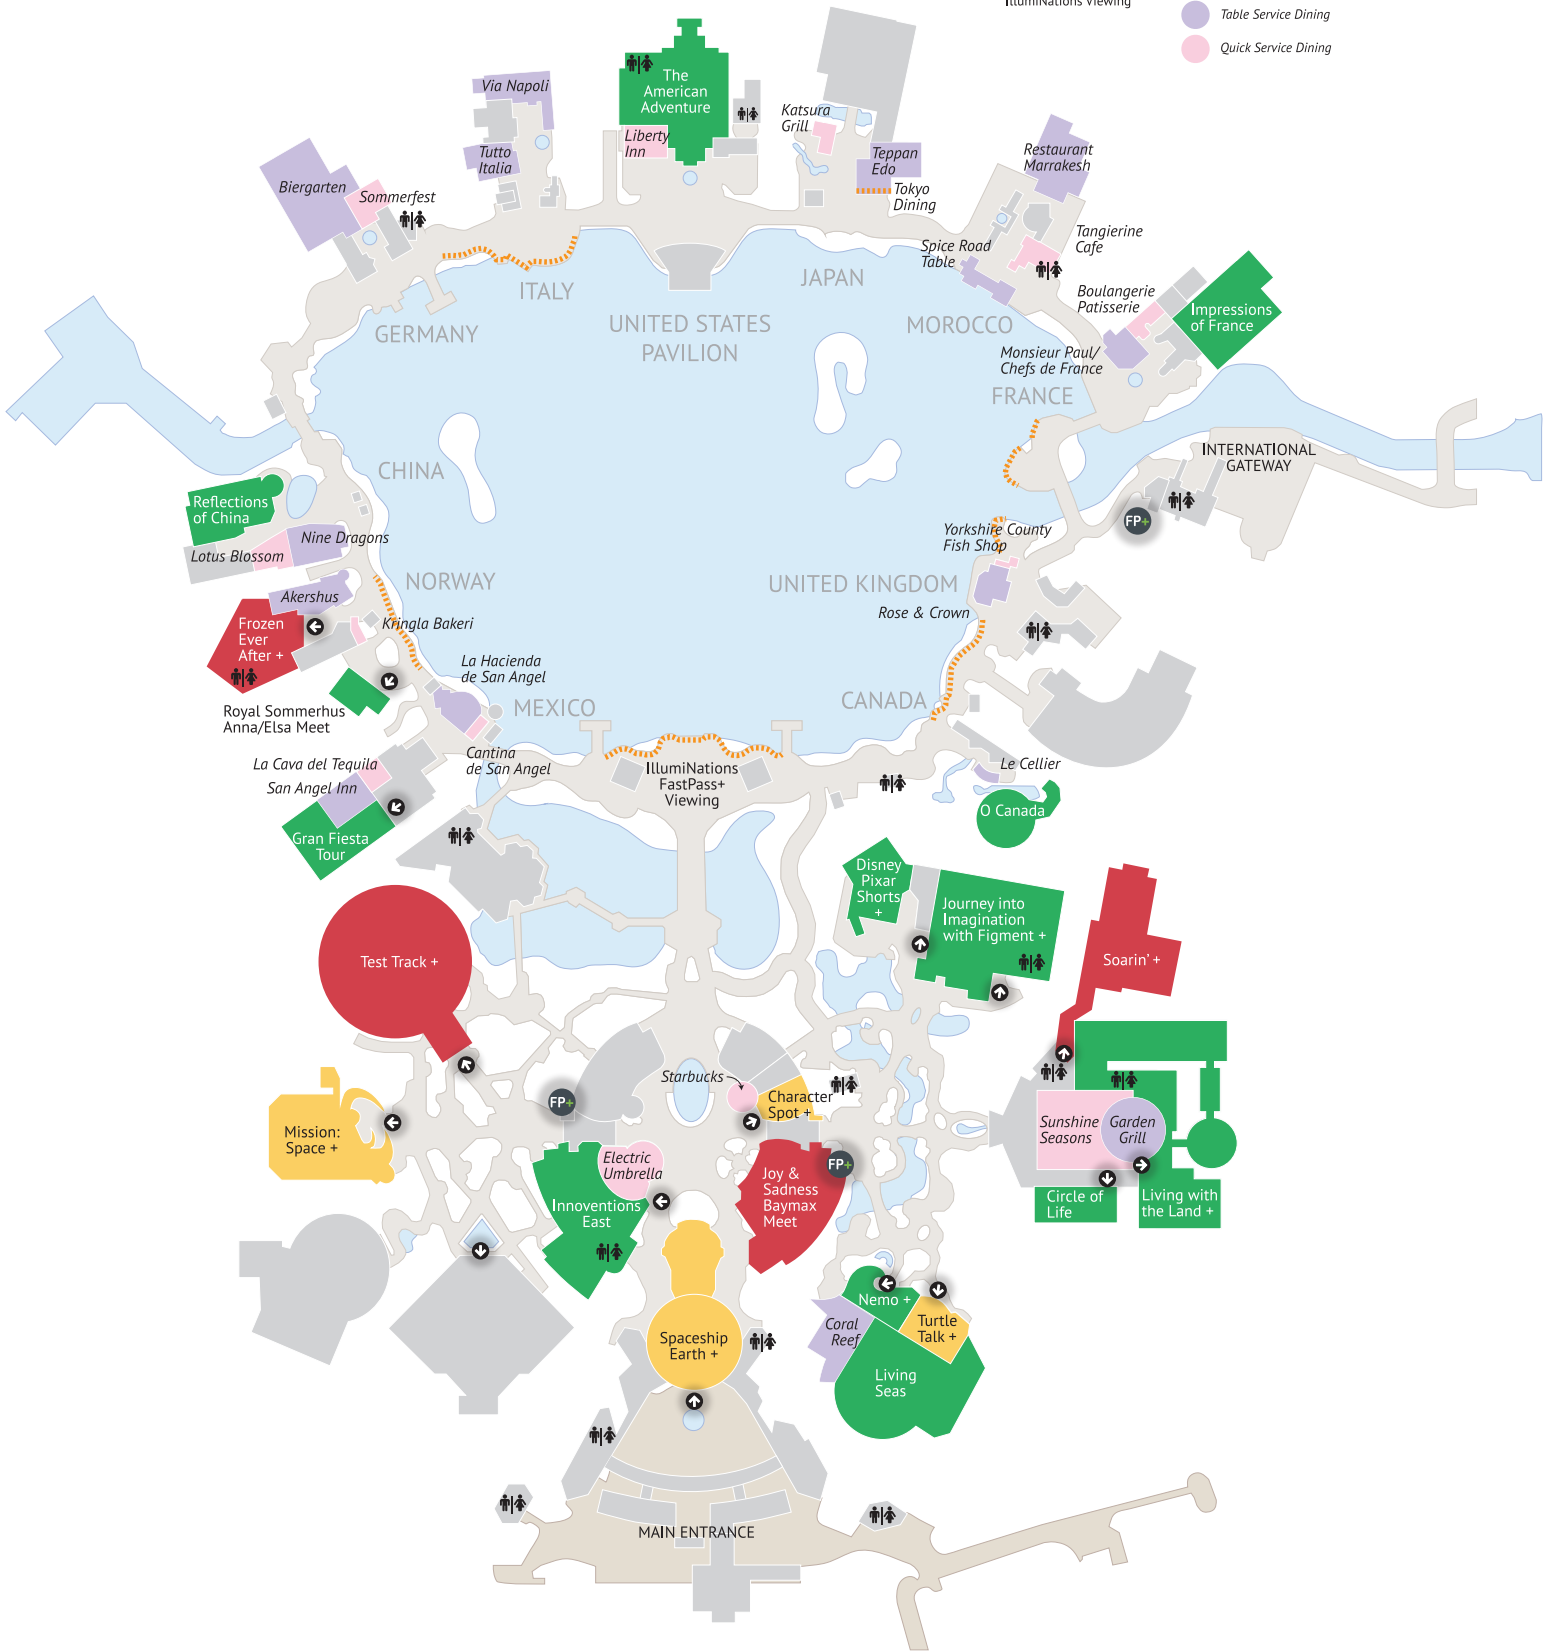 IllumiNations Viewing
Table Service Dining
Quick Service Dining
Via Napoli
The
American
Adventure
Liberty
Inn
Katsura
Grill
Tutto
Italia
Teppan
Edo
Tokyo
Dining
Restaurant
Marrakesh
Biergarten
Sommerfest
Spice Road
Table
Tangierine
Cafe
Boulangerie
Patisserie
Impressions
of France
Monsieur Paul/
Chefs de France
ITALY
GERMANY
UNITED STATES
PAVILION
JAPAN
MOROCCO
FRANCE
INTERNATIONAL
GATEWAY
FP+
CHINA
Reflections
of China
Nine Dragons
Lotus Blossom
NORWAY
Akershus
Frozen
Ever
After +
Kringla Bakeri
Yorkshire County
Fish Shop
UNITED KINGDOM
Rose & Crown
La Hacienda
de San Angel
MEXICO
CANADA
Royal Sommerhus
Anna/Elsa Meet
Cantina
de San Angel
La Cava del Tequila
San Angel Inn
Gran Fiesta
Tour
IllumiNations
FastPass+
Viewing
Le Cellier
O Canada
Disney
Pixar
Shorts
+
Journey into
Imagination
with Figment +
Soarin' +
Test Track +
Starbucks
Character
Spot +
FP+
Mission:
Space +
Sunshine
Seasons
Garden
Grill
Electric
Umbrella
Innoventions
East
Joy &
Sadness
Baymax
Meet
FP+
Circle of
Life
Living with
the Land +
Nemo +
Turtle
Talk +
Coral
Reef
Living
Seas
Spaceship
Earth +
MAIN ENTRANCE